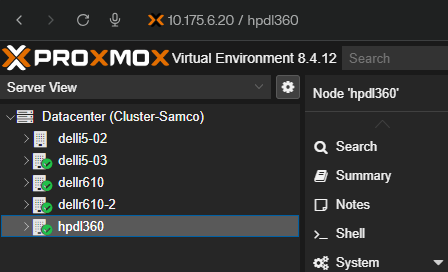 10.175.6.20 / hpdl360
PROXMOX Virtual Environment 8.4.12 Search
Server View
Node 'hpdl360'
Datacenter (Cluster-Samco)
delli5-02
delli5-03
dellr610
dellr610-2
hpdl360
Search
Summary
Notes
>_ Shell
System